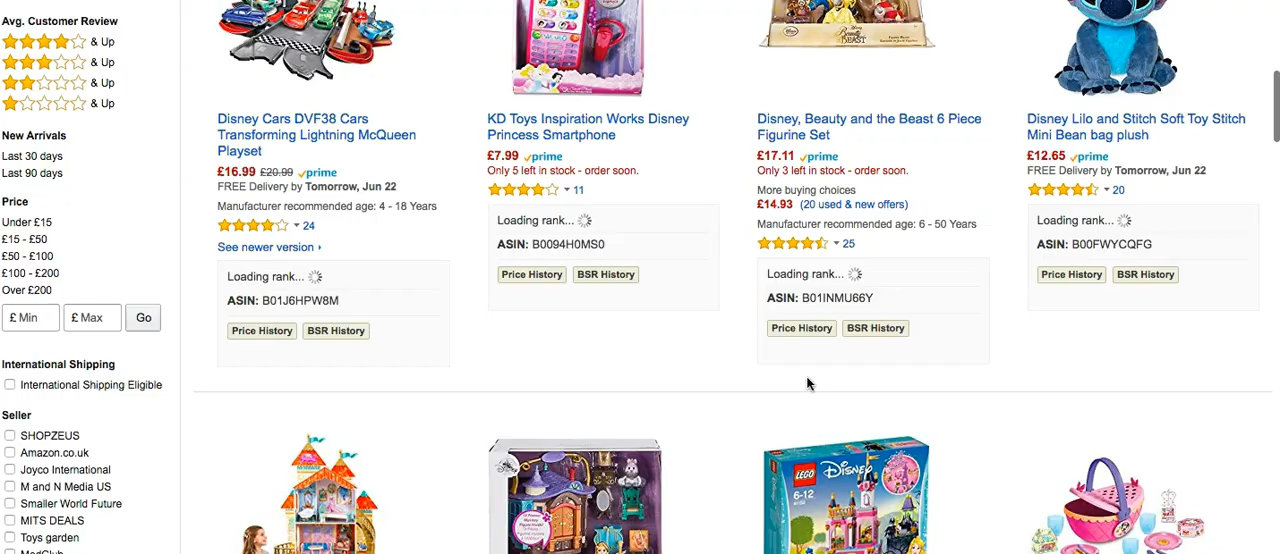 Avg. Customer Review
& Up
& Up
& Up
& Up
New Arrivals
Last 30 days
Last 90 days
Price
Under £15
£15 - £50
£50 - £100
£100 - £200
Over £200
£ Min
£ Max
Go
International Shipping
International Shipping Eligible
Seller
SHOPZEUS
Amazon.co.uk
Joyco International
M and N Media US
Smaller World Future
MITS DEALS
Toys garden
MedClub
Disney Cars DVF38 Cars
Transforming Lightning McQueen
Playset
£16.99 £20.99 prime
FREE Delivery by Tomorrow, Jun 22
Manufacturer recommended age: 4 - 18 Years
24
See newer version
Loading rank...
ASIN: B01J6HPW8M
Price History
BSR History
KD Toys Inspiration Works Disney
Princess Smartphone
£7.99 prime
Only 5 left in stock - order soon.
11
Loading rank...
ASIN: B0094H0MS0
Price History
BSR History
BEAST
Disney, Beauty and the Beast 6 Piece
Figurine Set
£17.11 prime
Only 3 left in stock - order soon.
More buying choices
£14.93 (20 used & new offers)
Manufacturer recommended age: 6 - 50 Years
25
Loading rank...
ASIN: B01INMU66Y
Price History
BSR History
Disney Lilo and Stitch Soft Toy Stitch
Mini Bean bag plush
£12.65 prime
FREE Delivery by Tomorrow, Jun 22
20
Loading rank...
ASIN: B00FWYCQFG
Price History
BSR History
LEGO
Disney
6-12